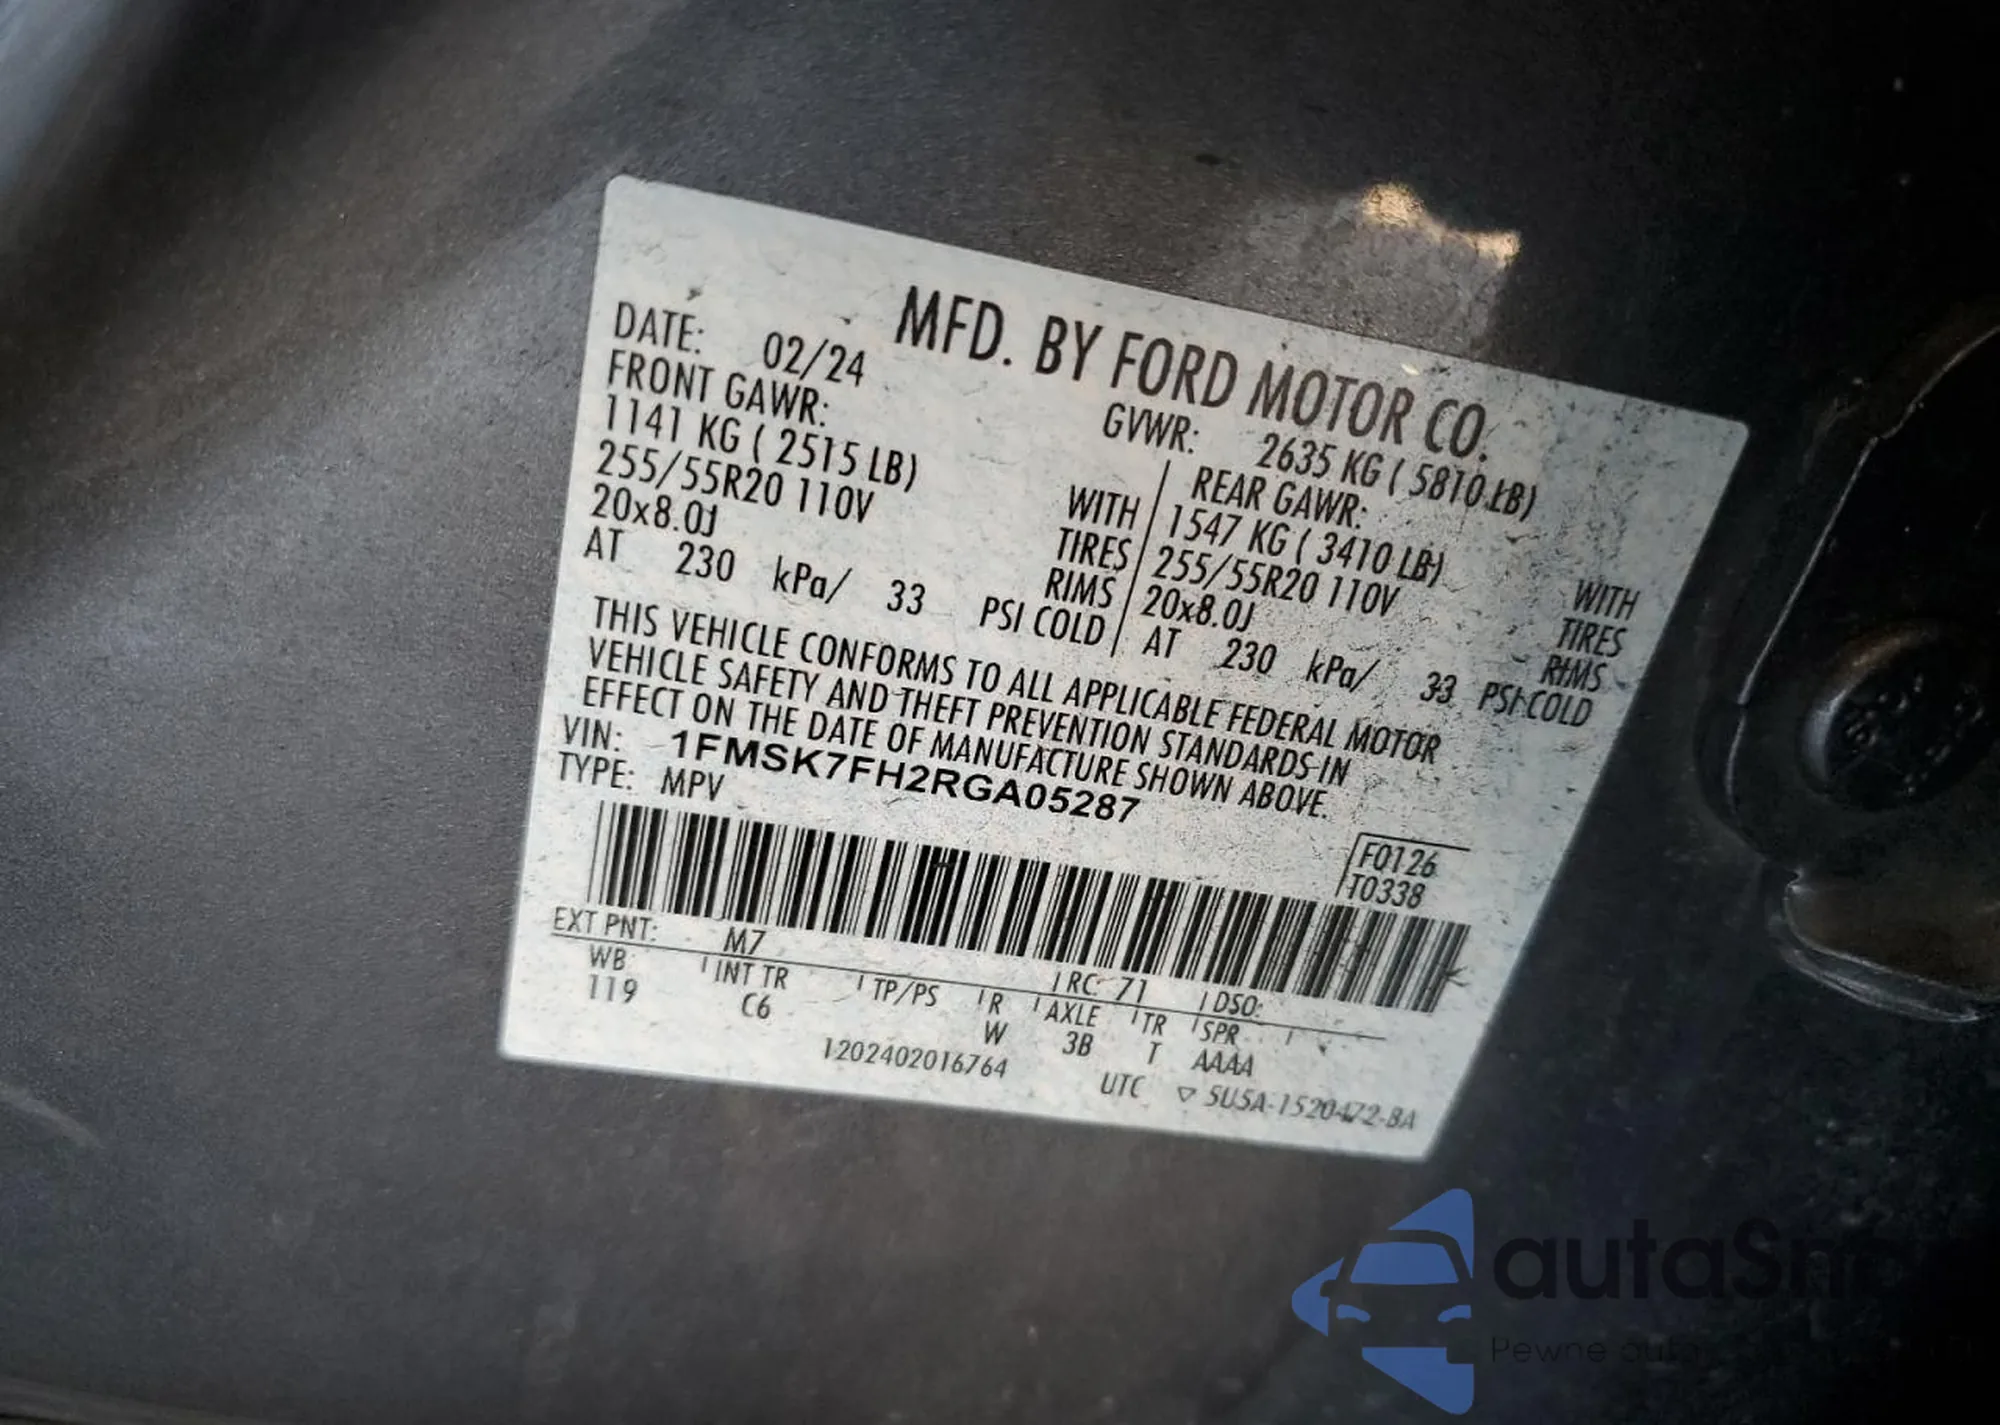 MFD. BY FORD MOTOR CO.
DATE: 02/24
GVWR: 2635 KG ( 5810 LB)
FRONT GAWR:
1141 KG ( 2515 LB) WITH
255/55R20 110V TIRES
20x8.0J RIMS
AT 230 kPa/ 33 PSI COLD
REAR GAWR:
1547 KG ( 3410 LB) WITH
255/55R20 110V TIRES
20x8.0J RIMS
AT 230 kPa/ 33 PSI COLD
THIS VEHICLE CONFORMS TO ALL APPLICABLE FEDERAL MOTOR
VEHICLE SAFETY AND THEFT PREVENTION STANDARDS IN
EFFECT ON THE DATE OF MANUFACTURE SHOWN ABOVE.
VIN: 1FMSK7FH2RGA05287
TYPE: MPV
F0126
T0338
EXT PNT: M7 RC: 71 DSO:
WB INT TR TP/PS R AXLE TR SPR
119 C6 W 3B T AAAA
1202402016764
UTC ▽ 5U5A-1520472-BA
Pewne